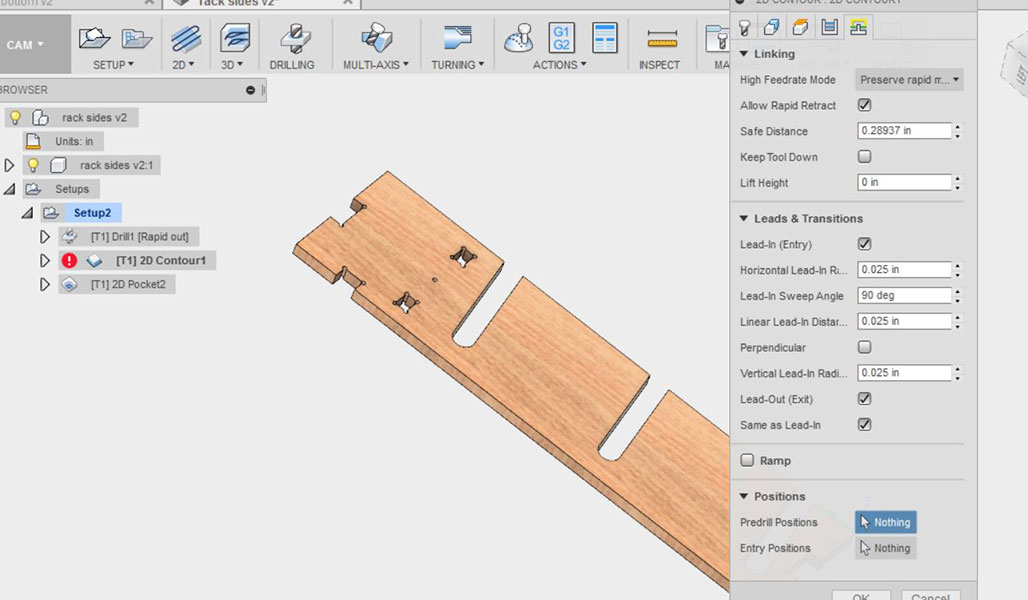 bottom v2
rack sides v2*
2D CONTOUR : 2D CONTOUR1
CAM
SETUP
2D
3D
DRILLING
MULTI-AXIS
TURNING
G1
G2
ACTIONS
INSPECT
BROWSER
rack sides v2
Units: in
rack sides v2:1
Setups
Setup2
[T1] Drill1 [Rapid out]
[T1] 2D Contour1
[T1] 2D Pocket2
Linking
High Feedrate Mode Preserve rapid m...
Allow Rapid Retract
Safe Distance 0.28937 in
Keep Tool Down
Lift Height 0 in
Leads & Transitions
Lead-In (Entry)
Horizontal Lead-In R... 0.025 in
Lead-In Sweep Angle 90 deg
Linear Lead-In Distar... 0.025 in
Perpendicular
Vertical Lead-In Radi... 0.025 in
Lead-Out (Exit)
Same as Lead-In
Ramp
Positions
Predrill Positions Nothing
Entry Positions Nothing
OK Cancel